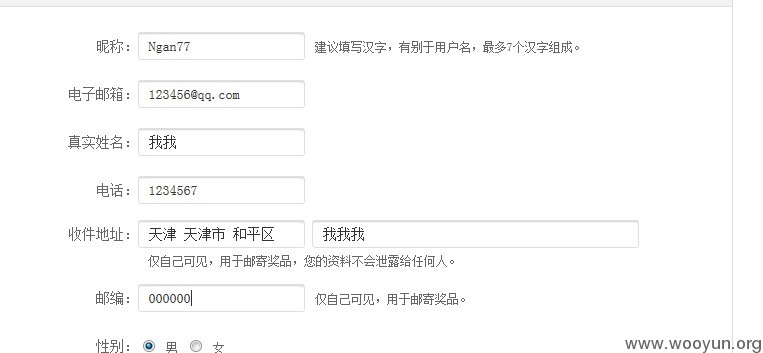 昵称： Ngan77 建议填写汉字，有别于用户名，最多7个汉字组成。
电子邮箱： 123456@qq.com
真实姓名： 我我
电话： 1234567
收件地址： 天津 天津市 和平区 我我我
仅自己可见，用于邮寄奖品，您的资料不会泄露给任何人。
邮编： 000000 仅自己可见，用于邮寄奖品。
性别： 男 女
www.wooyun.org